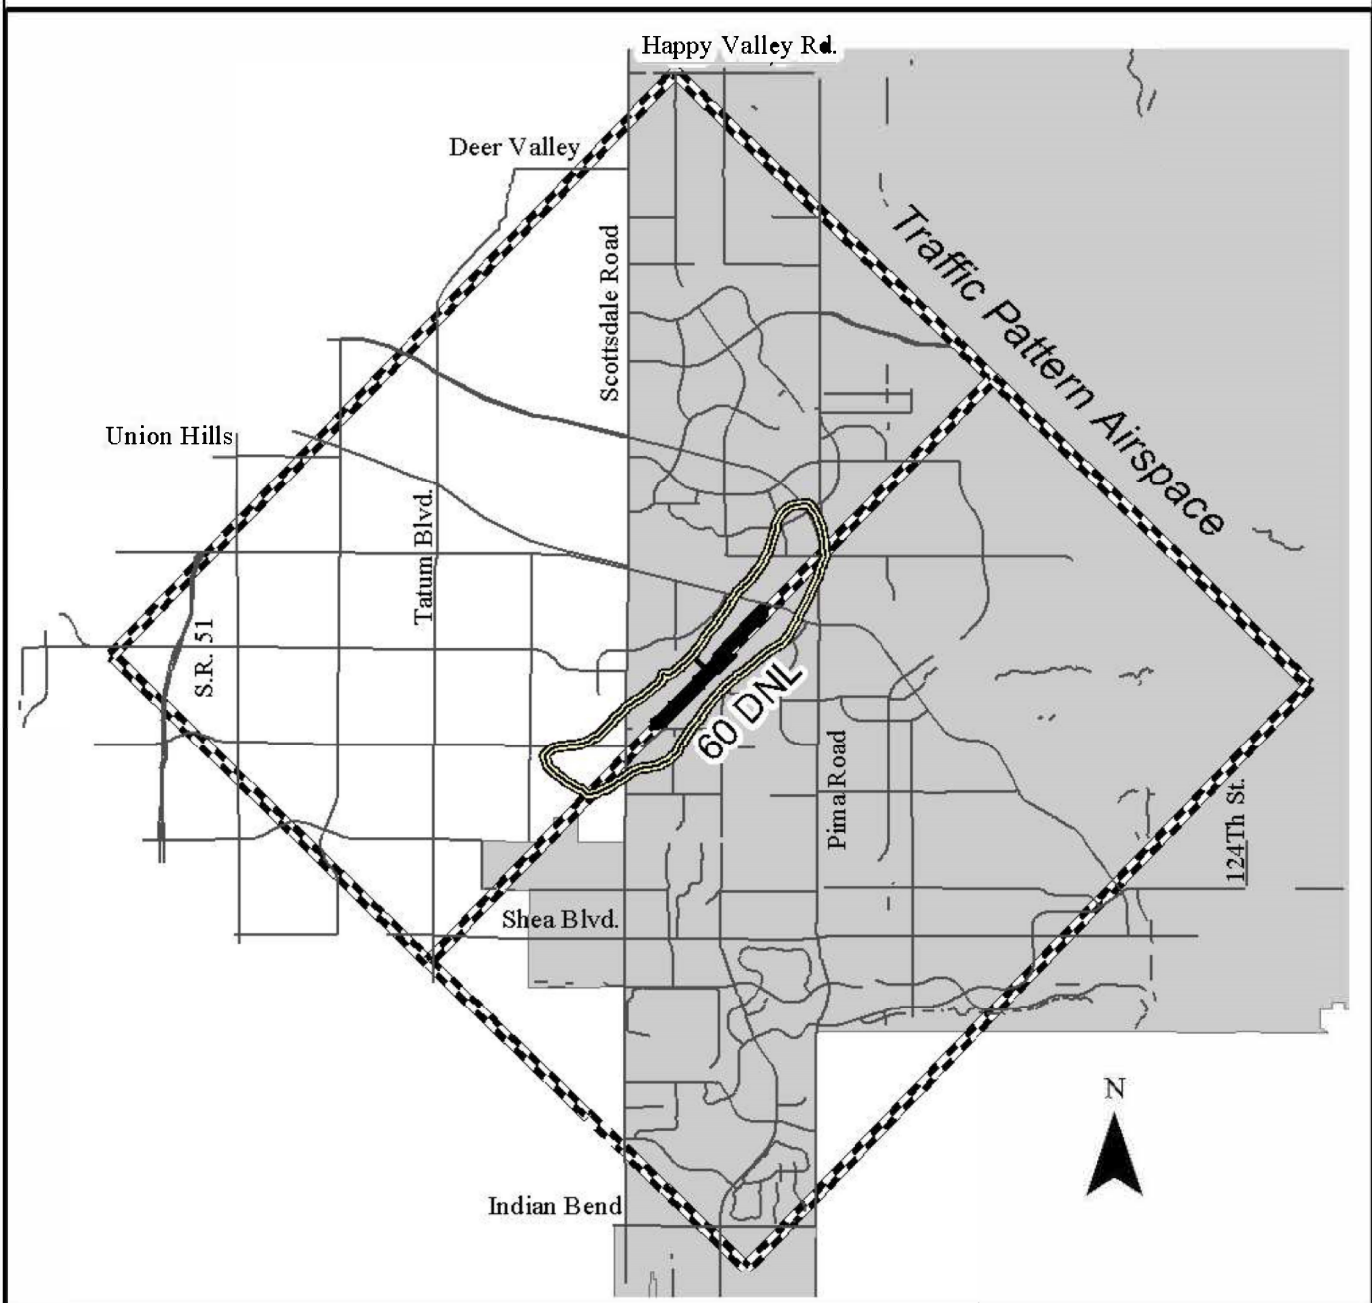 Happy Valley Rd.
Deer Valley
Traffic Pattern Airspace
Scottsdale Road
Union Hills
Tatum Blvd.
S.R. 51
60 DNL
Pima Road
124Th St.
Shea Blvd.
N
Indian Bend